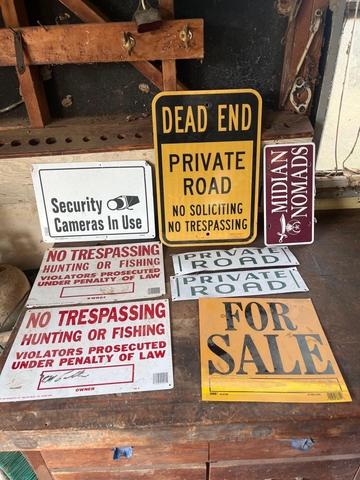 DEAD END
PRIVATE
ROAD
NO SOLICITING
NO TRESPASSING
MIDIAN
NOMADS
Security
Cameras In Use
NO TRESPASSING
HUNTING OR FISHING
VIOLATORS PROSECUTED
UNDER PENALTY OF LAW
OWNER
PRIVATE ROAD
PRIVATE ROAD
NO TRESPASSING
HUNTING OR FISHING
VIOLATORS PROSECUTED
UNDER PENALTY OF LAW
OWNER
FOR
SALE